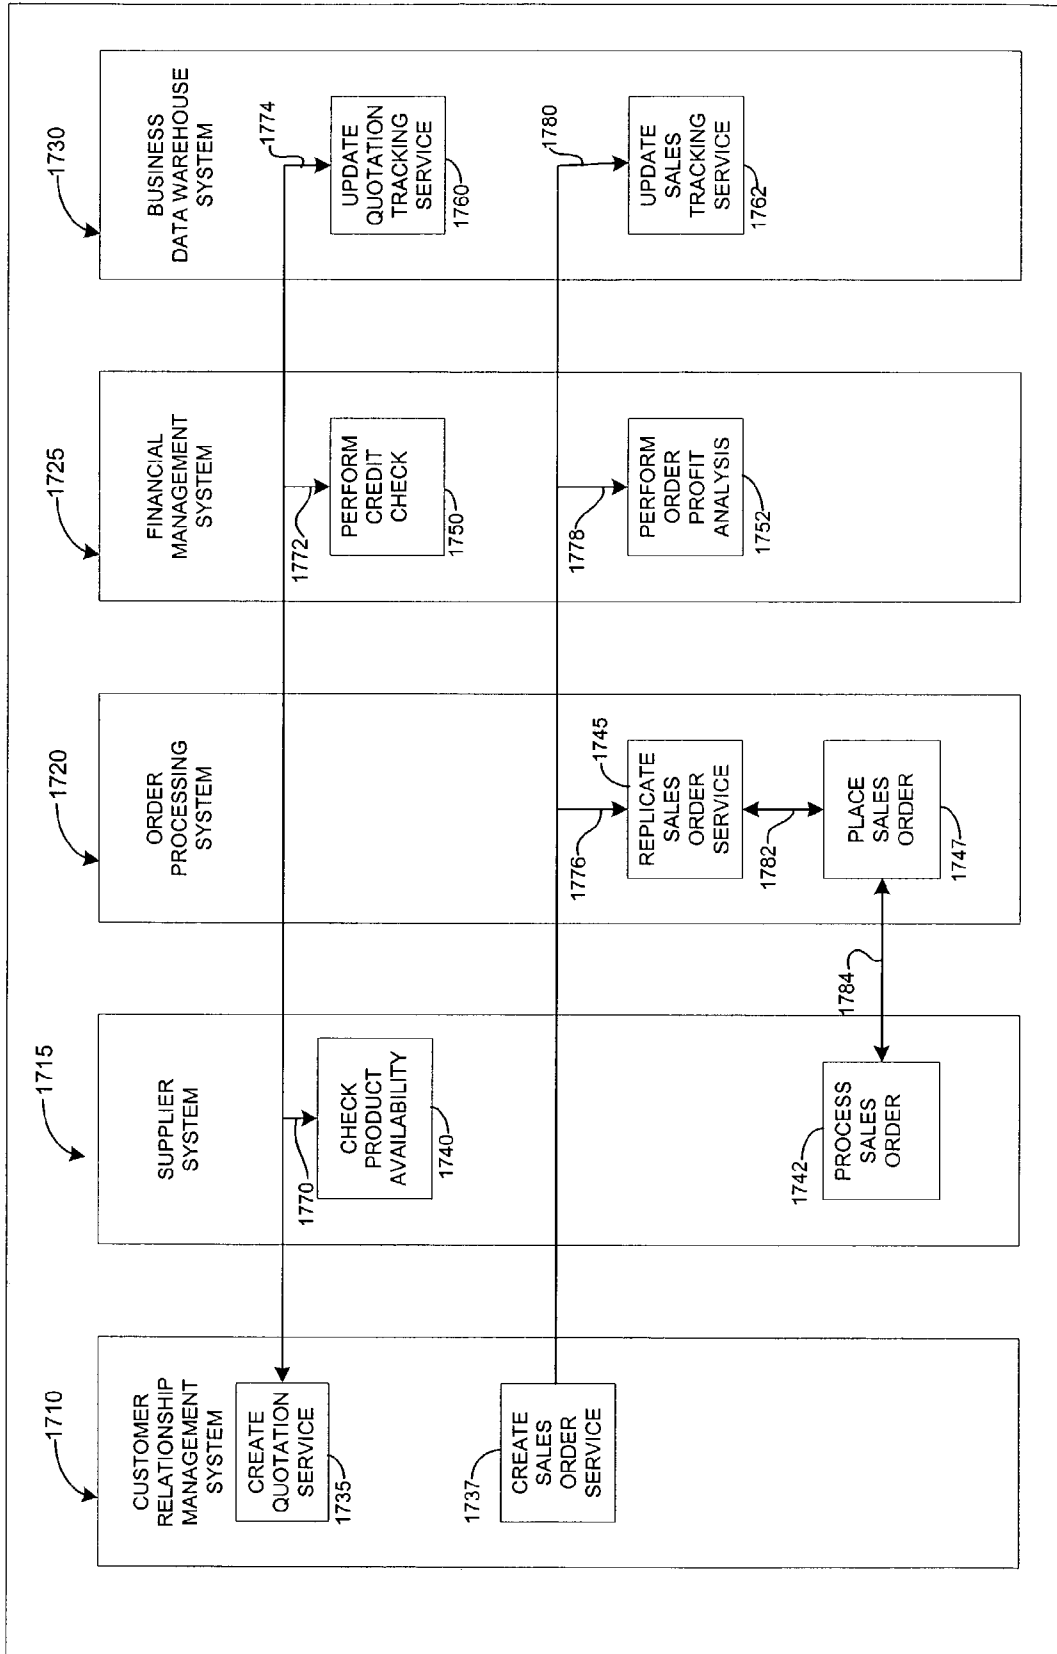 1710
CUSTOMER
RELATIONSHIP
MANAGEMENT
SYSTEM
CREATE
QUOTATION
SERVICE
1735
1737
CREATE
SALES
ORDER
SERVICE
1715
SUPPLIER
SYSTEM
1770
CHECK
PRODUCT
AVAILABILITY
1740
1742
PROCESS
SALES
ORDER
1784
1720
ORDER
PROCESSING
SYSTEM
1776
1745
REPLICATE
SALES
ORDER
SERVICE
1782
PLACE
SALES
ORDER
1747
1725
FINANCIAL
MANAGEMENT
SYSTEM
1772
PERFORM
CREDIT
CHECK
1750
1778
PERFORM
ORDER
PROFIT
ANALYSIS
1752
1730
BUSINESS
DATA WAREHOUSE
SYSTEM
1774
UPDATE
QUOTATION
TRACKING
SERVICE
1760
1780
UPDATE
SALES
TRACKING
SERVICE
1762